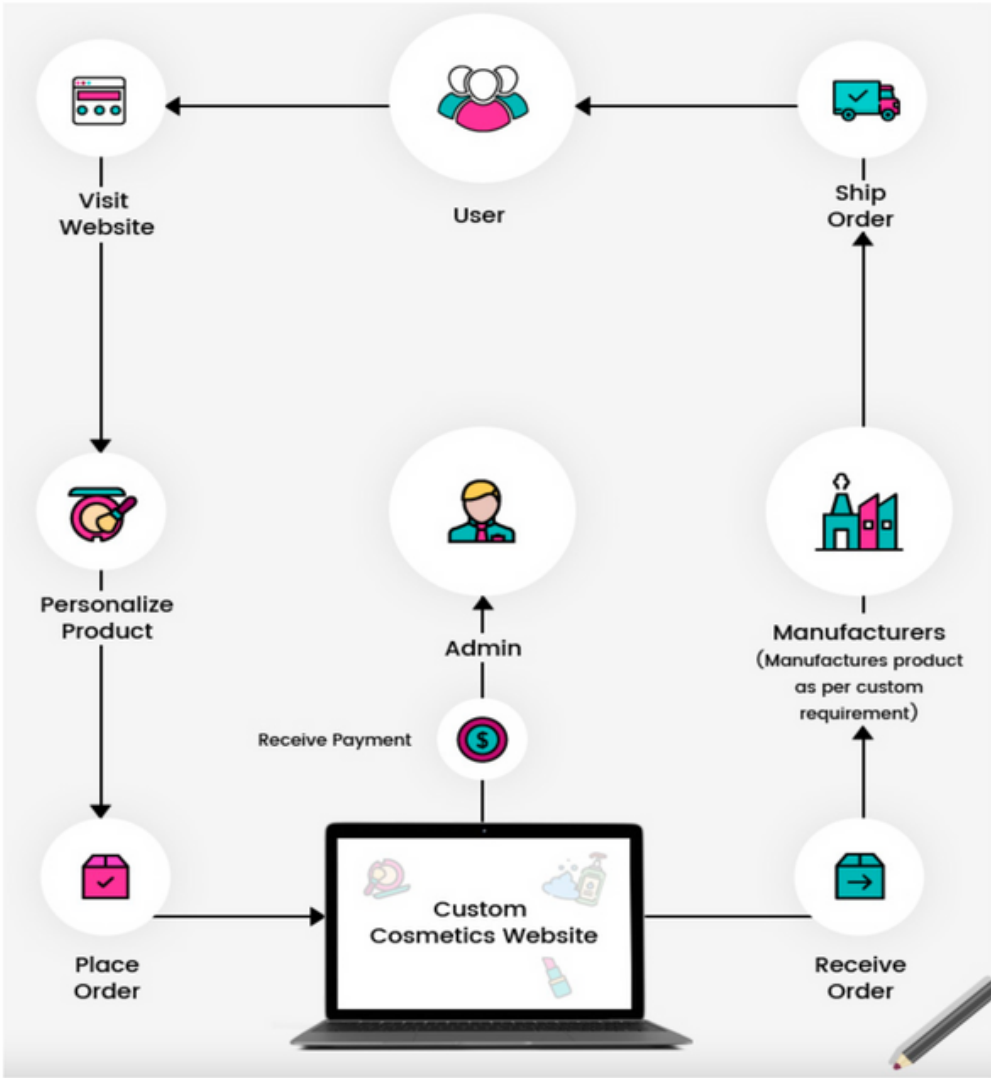 Visit
Website
User
Ship
Order
Personalize
Product
Admin
Manufacturers
(Manufactures product
as per custom
requirement)
Receive Payment
$
Custom
Cosmetics Website
Place
Order
Receive
Order